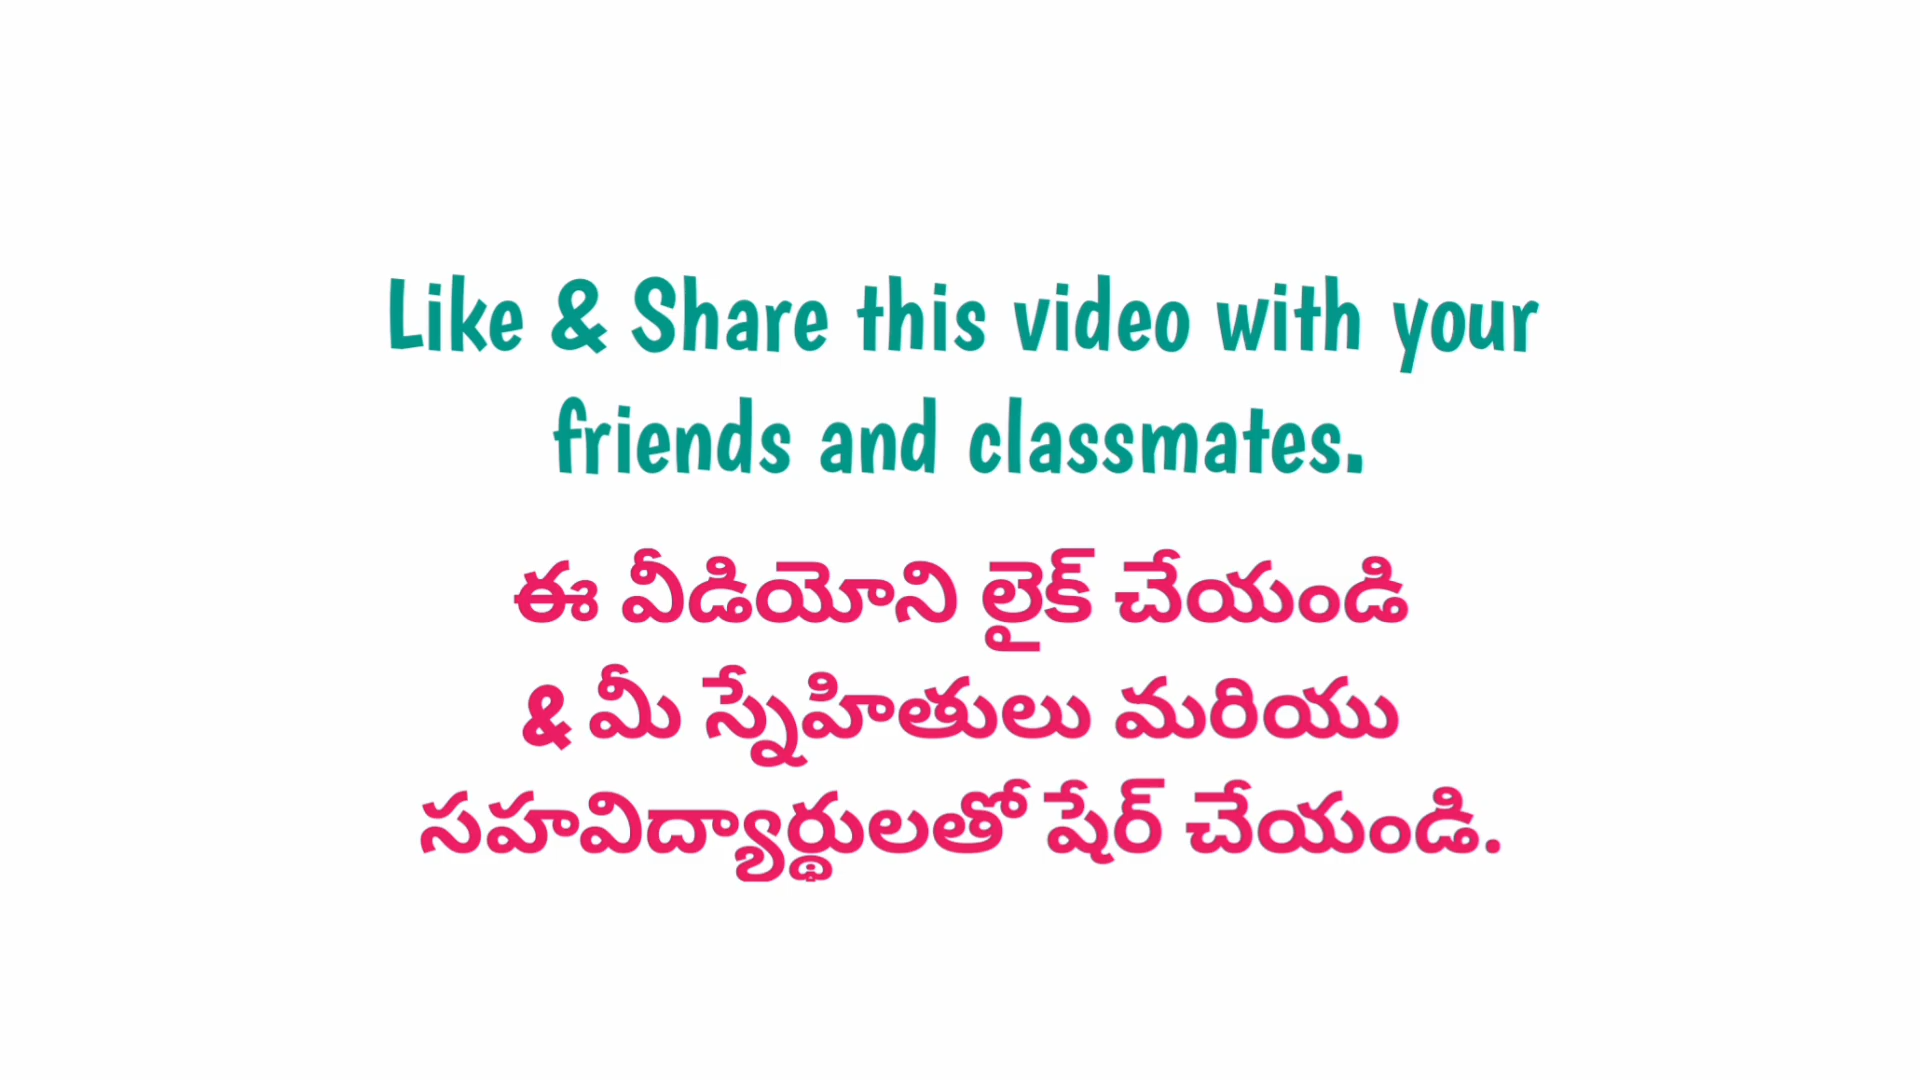 Like & Share this video with your
friends and classmates.
ఈ వీడియోని లైక్ చేయండి
& మీ స్నేహితులు మరియు
సహవిద్యార్థులతో షేర్ చేయండి.